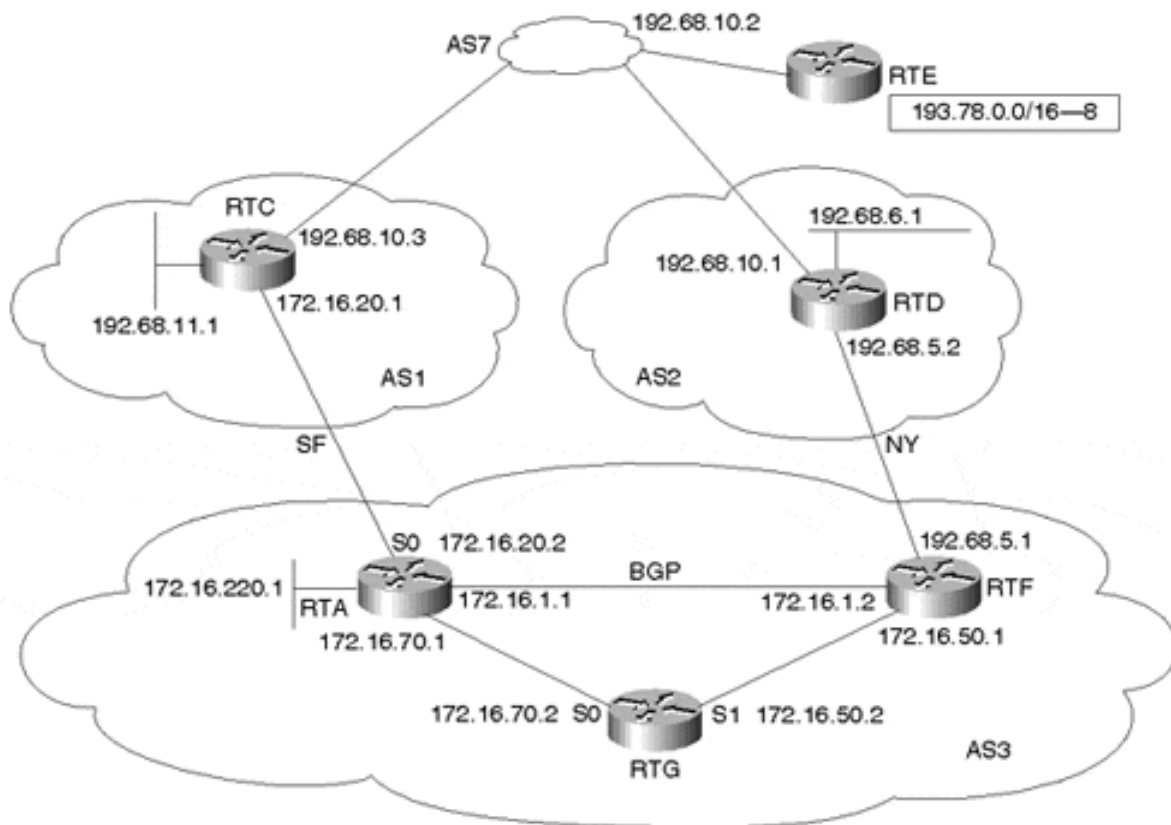 192.68.10.2
AS7
RTE
193.78.0.0/16—8
RTC
192.68.10.3
172.16.20.1
192.68.11.1
AS1
192.68.6.1
192.68.10.1
RTD
192.68.5.2
AS2
SF
NY
S0 172.16.20.2
172.16.220.1
RTA
172.16.1.1
172.16.70.1
BGP
192.68.5.1
RTF
172.16.1.2
172.16.50.1
172.16.70.2 S0
S1 172.16.50.2
RTG
AS3